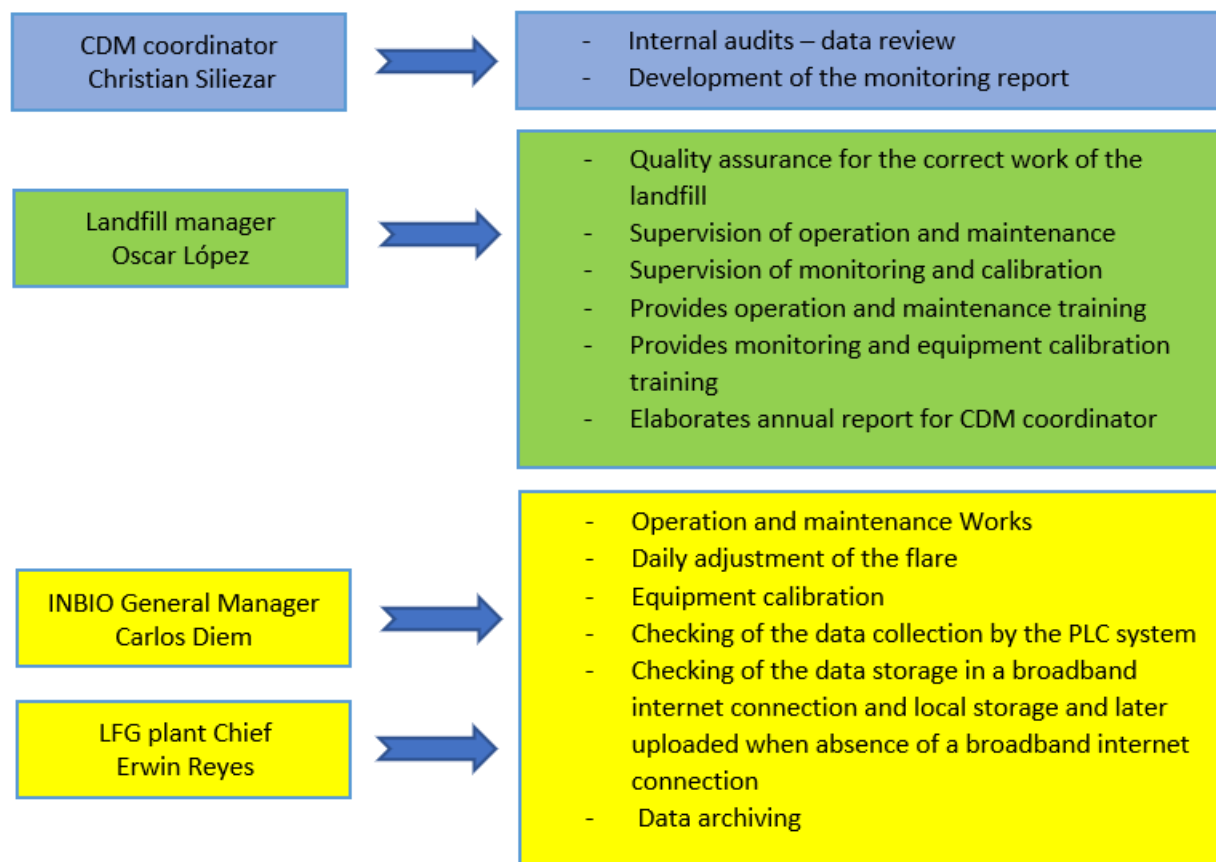 CDM coordinator
Christian Siliezar
- Internal audits – data review
- Development of the monitoring report
Landfill manager
Oscar López
- Quality assurance for the correct work of the
landfill
- Supervision of operation and maintenance
- Supervision of monitoring and calibration
- Provides operation and maintenance training
- Provides monitoring and equipment calibration
training
- Elaborates annual report for CDM coordinator
INBIO General Manager
Carlos Diem
LFG plant Chief
Erwin Reyes
- Operation and maintenance Works
- Daily adjustment of the flare
- Equipment calibration
- Checking of the data collection by the PLC system
- Checking of the data storage in a broadband
internet connection and local storage and later
uploaded when absence of a broadband internet
connection
- Data archiving